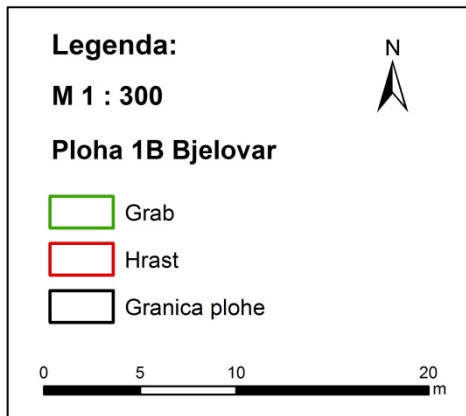 Legenda:
N
M 1 : 300
Ploha 1B Bjelovar
Grab
Hrast
Granica plohe
0 5 10 20
m